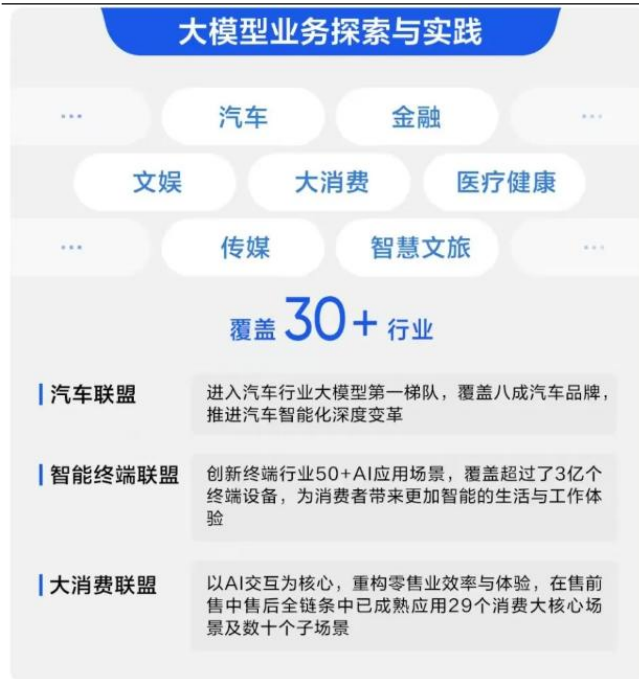 大模型业务探索与实践
... 汽车 金融 ...
文娱 大消费 医疗健康
... 传媒 智慧文旅 ...
覆盖30+行业
汽车联盟
进入汽车行业大模型第一梯队，覆盖八成汽车品牌，
推进汽车智能化深度变革
智能终端联盟
创新终端行业50+AI应用场景，覆盖超过了3亿个
终端设备，为消费者带来更加智能的生活与工作体
验
大消费联盟
以AI交互为核心，重构零售业效率与体验，在售前
售中售后全链条中已成熟应用29个消费大核心场
景及数十个子场景